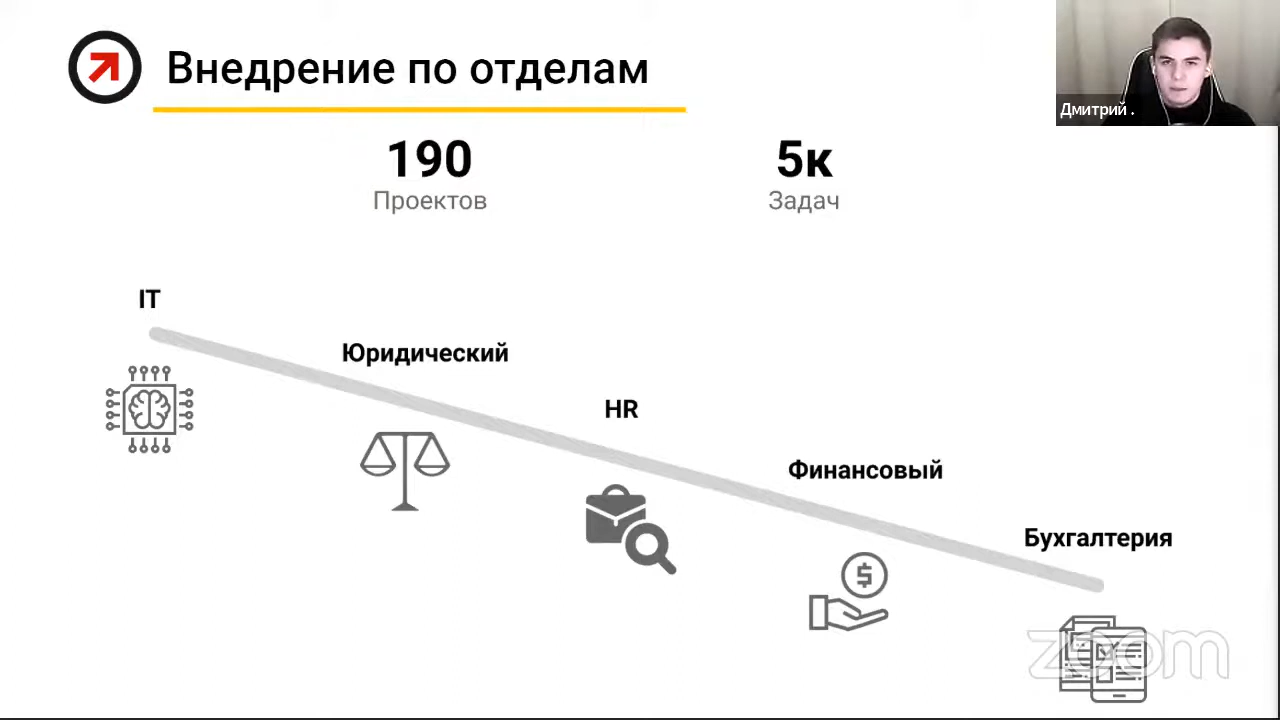 Внедрение по отделам
Дмитрий .
190
5к
Проектов
Задач
IT
Юридический
HR
Финансовый
Бухгалтерия
zoom